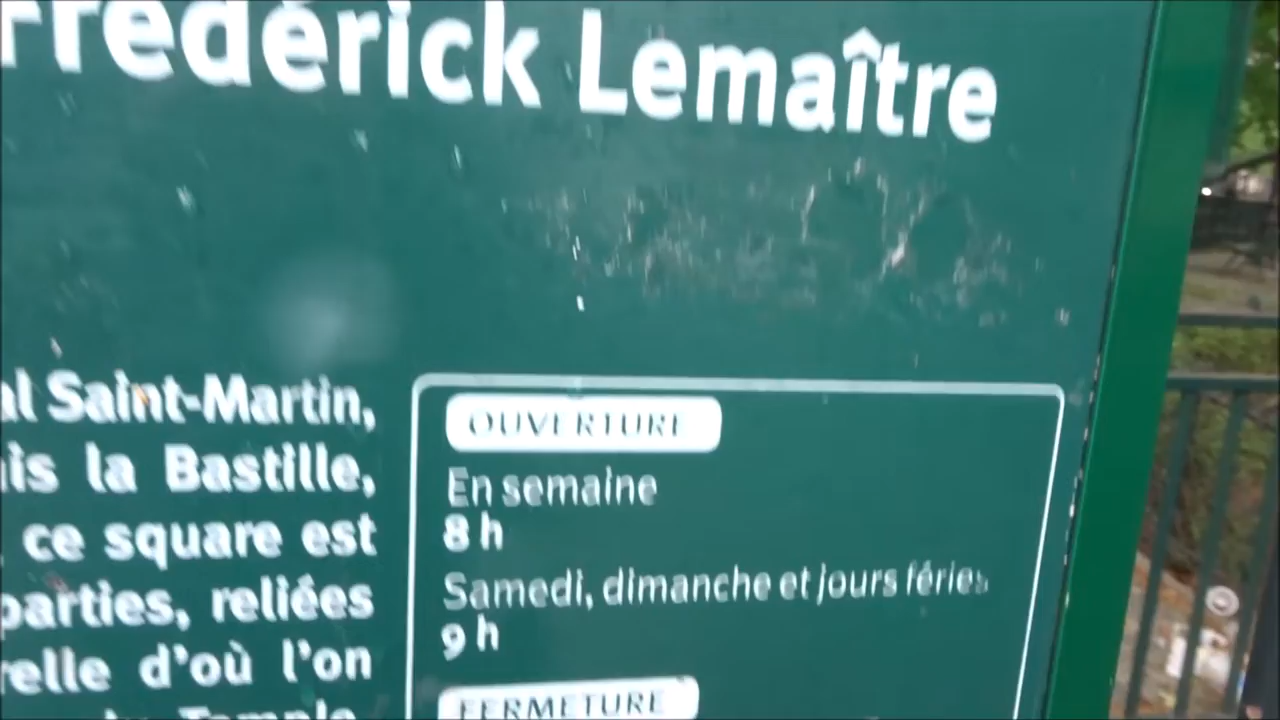 Frédérick Lemaître
al Saint-Martin,
is la Bastille,
ce square est
parties, reliées
relle d'où l'on
Temple
OUVERTURE
En semaine
8 h
Samedi, dimanche et jours fériés
9 h
FERMETURE